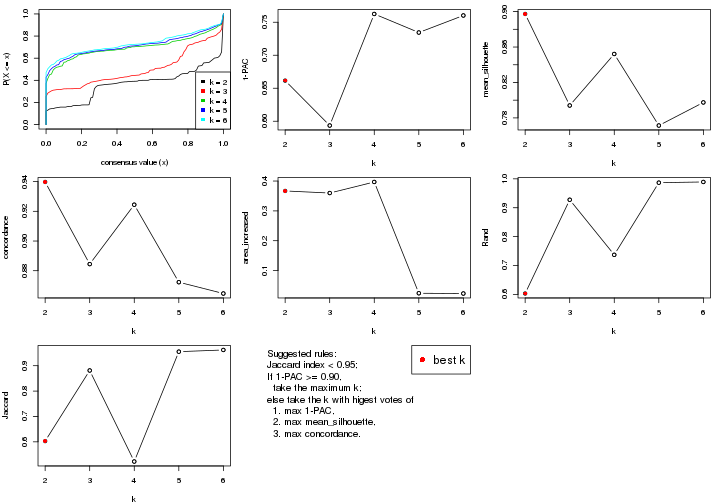 P(X <= x)
1.0
0.8
0.6
0.4
0.2
0.0
k = 2
k = 3
k = 4
k = 5
k = 6
0.0 0.2 0.4 0.6 0.8 1.0
consensus value (x)
1-PAC
0.75
0.70
0.65
0.60
2 3 4 5 6
k
mean_silhouette
0.90
0.86
0.82
0.78
2 3 4 5 6
k
concordance
0.94
0.92
0.90
0.88
2 3 4 5 6
k
area_increased
0.4
0.3
0.2
0.1
2 3 4 5 6
k
Rand
1.0
0.9
0.8
0.7
0.6
2 3 4 5 6
k
Jaccard
0.9
0.8
0.7
0.6
2 3 4 5 6
k
Suggested rules:
Jaccard index < 0.95;
If 1-PAC >= 0.90,
take the maximum k;
else take the k with higest votes of
1. max 1-PAC,
2. max mean_silhouette,
3. max concordance.
best k